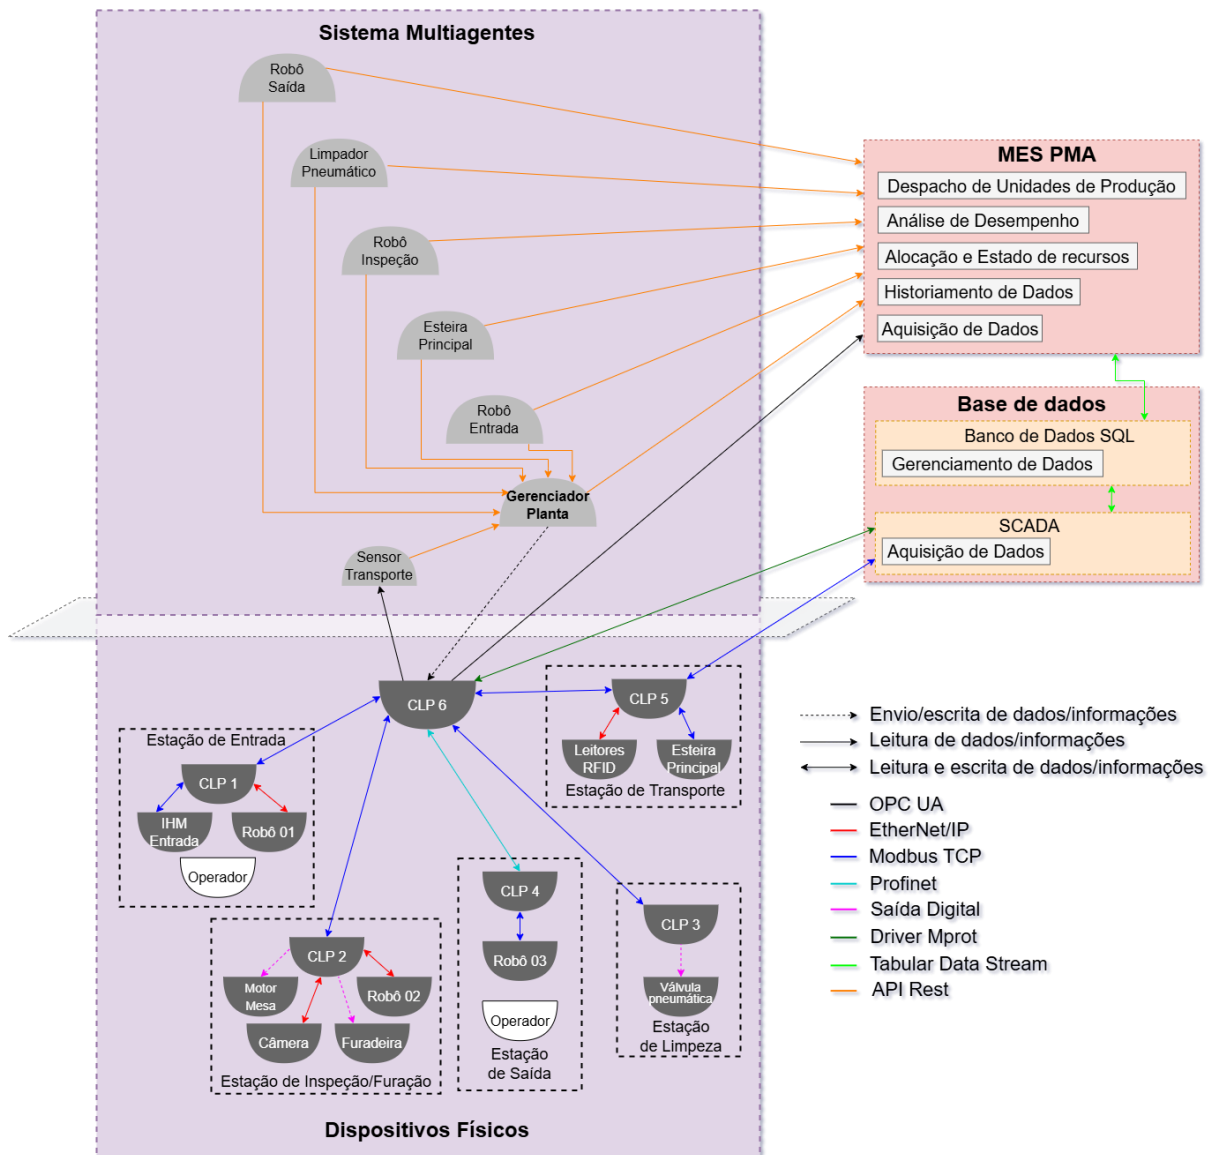 Sistema Multiagentes
Robô
Saída
Limpador
Pneumático
Robô
Inspeção
Esteira
Principal
Robô
Entrada
Gerenciador
Planta
Sensor
Transporte
MES PMA
Despacho de Unidades de Produção
Análise de Desempenho
Alocação e Estado de recursos
Historiamento de Dados
Aquisição de Dados
Base de dados
Banco de Dados SQL
Gerenciamento de Dados
SCADA
Aquisição de Dados
CLP 6
Estação de Entrada
CLP 1
IHM
Entrada
Robô 01
Operador
CLP 5
Leitores
RFID
Esteira
Principal
Estação de Transporte
CLP 2
Motor
Mesa
Robô 02
Câmera
Furadeira
Estação de Inspeção/Furação
CLP 4
Robô 03
Operador
Estação
de Saída
CLP 3
Válvula
pneumática
Estação
de Limpeza
Dispositivos Físicos
Envio/escrita de dados/informações
Leitura de dados/informações
Leitura e escrita de dados/informações
OPC UA
EtherNet/IP
Modbus TCP
Profinet
Saída Digital
Driver Mprot
Tabular Data Stream
API Rest